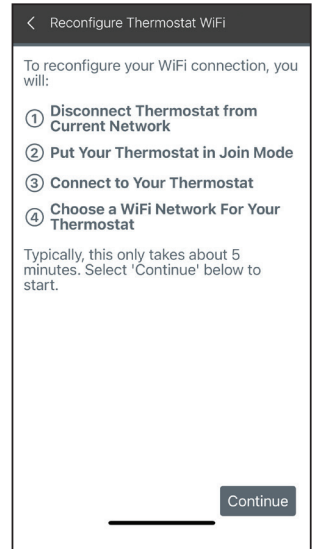 Reconfigure Thermostat WiFi
To reconfigure your WiFi connection, you
will:
1 Disconnect Thermostat from
Current Network
2 Put Your Thermostat in Join Mode
3 Connect to Your Thermostat
4 Choose a WiFi Network For Your
Thermostat
Typically, this only takes about 5
minutes. Select 'Continue' below to
start.
Continue